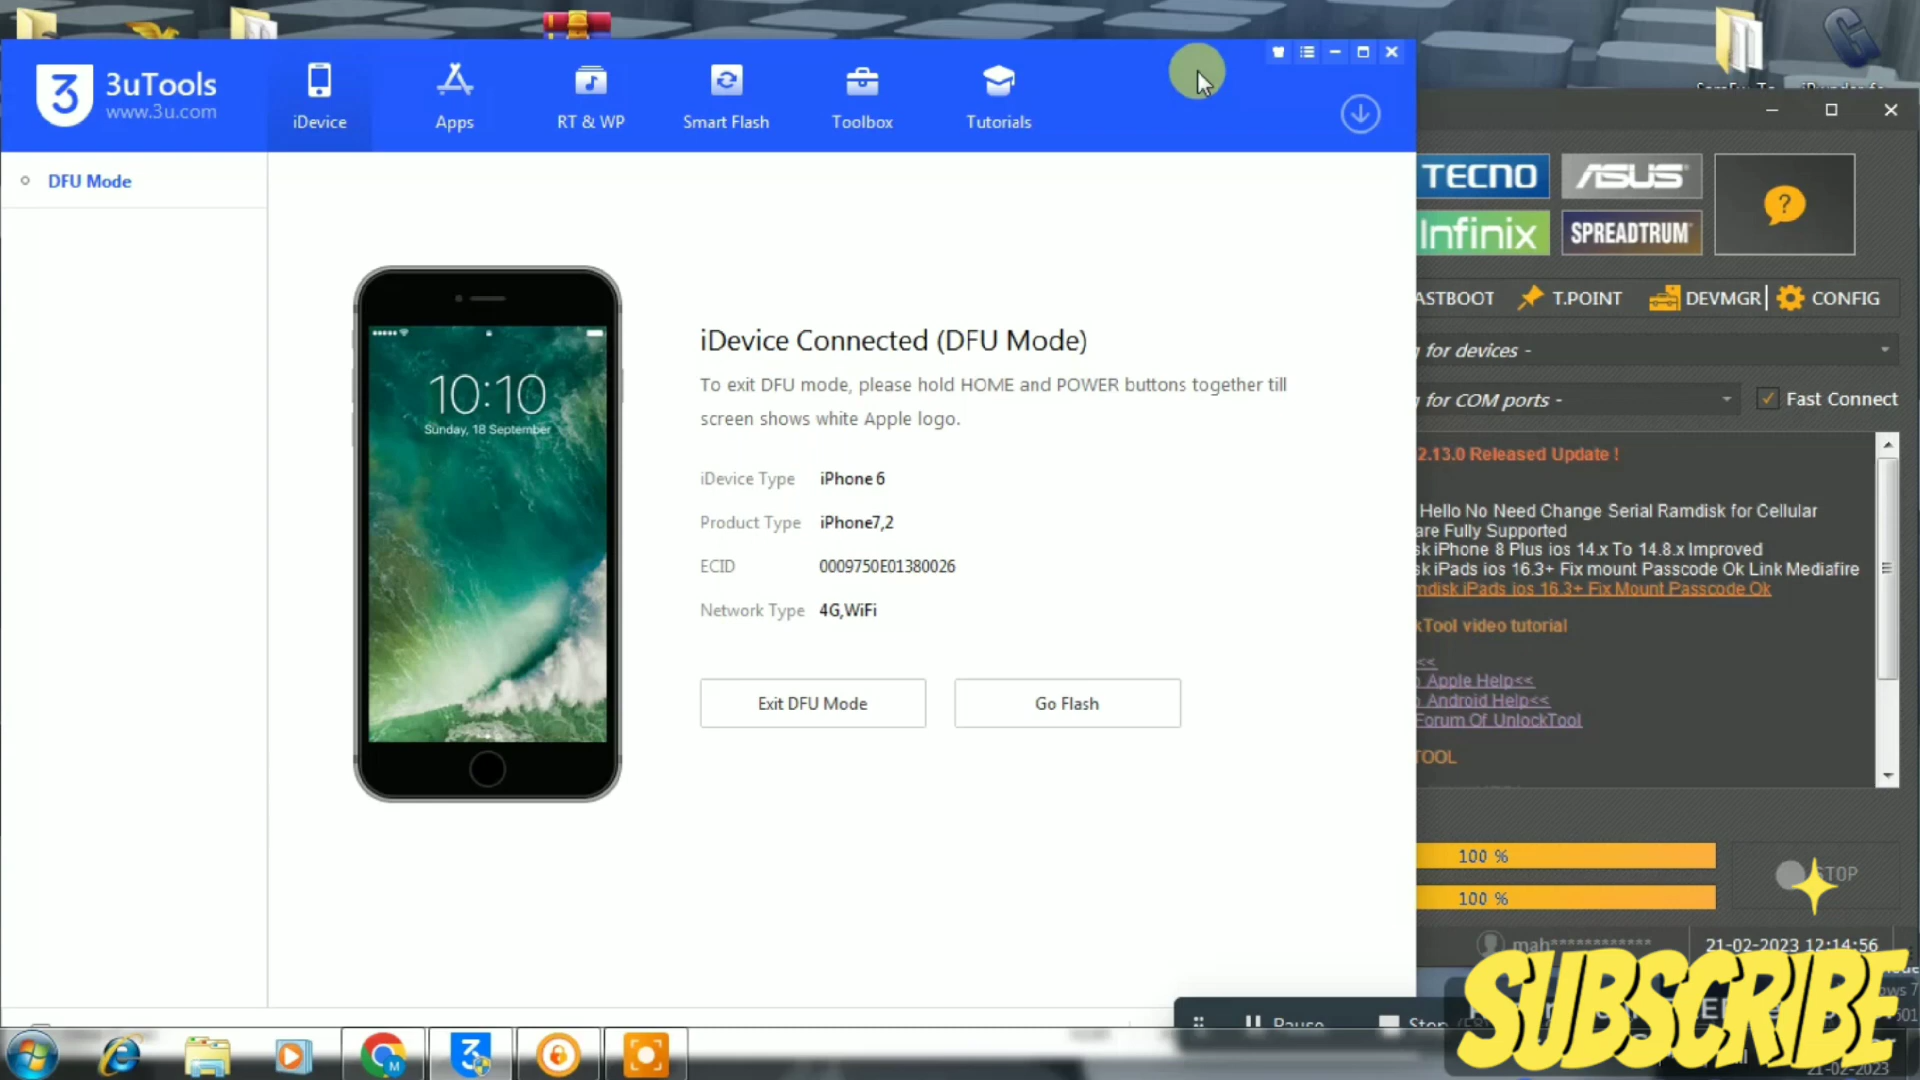 3uTools
www.3u.com
iDevice
Apps
RT & WP
Smart Flash
Toolbox
Tutorials
DFU Mode
10:10
Sunday, 18 September
iDevice Connected (DFU Mode)
To exit DFU mode, please hold HOME and POWER buttons together till
screen shows white Apple logo.
iDevice Type iPhone 6
Product Type iPhone7,2
ECID 0009750E01380026
Network Type 4G,WiFi
Exit DFU Mode
Go Flash
TECNO
ASUS
?
Infinix
SPREADTRUM
ASTBOOT
T.POINT
DEVMGR
CONFIG
for devices -
for COM ports -
Fast Connect
2.13.0 Released Update !
Hello No Need Change Serial Ramdisk for Cellular
are Fully Supported
sk iPhone 8 Plus ios 14.x To 14.8.x Improved
sk iPads ios 16.3+ Fix mount Passcode Ok Link Mediafire
mdisk iPads ios 16.3+ Fix Mount Passcode Ok
kTool video tutorial
<<
Apple Help<<
Android Help<<
Forum Of UnlockTool
TOOL
100 %
100 %
STOP
mah************
21-02-2023 12:14:56
Pause
Stop
SUBSCRIBE
21-02-2023